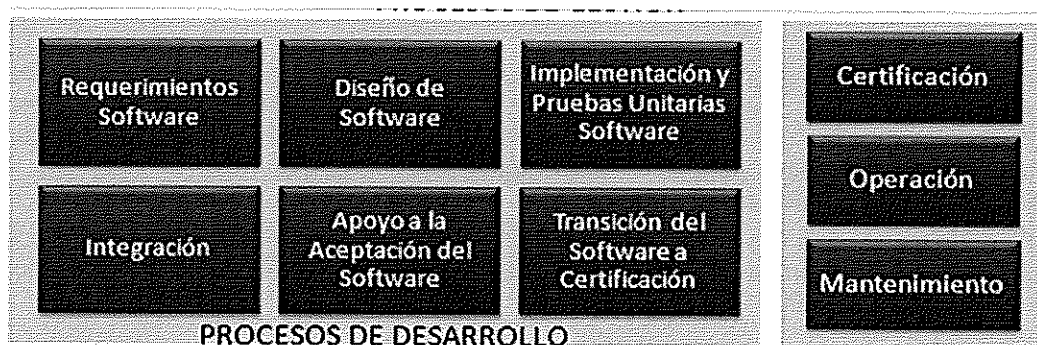 Requerimientos
Software
Diseño de
Software
Implementación y
Pruebas Unitarias
Software
Integración
Apoyo a la
Aceptación del
Software
Transición del
Software a
Certificación
PROCESOS DE DESARROLLO
Certificación
Operación
Mantenimiento